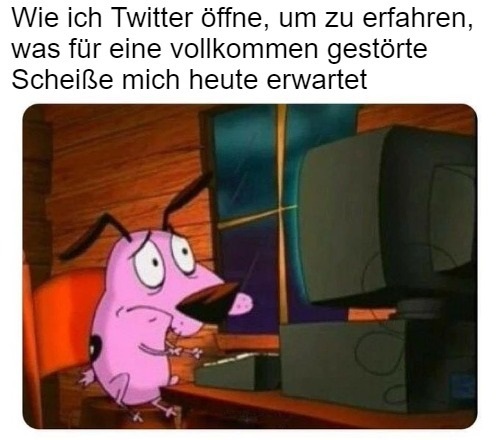 Wie ich Twitter öffne, um zu erfahren,
was für eine vollkommen gestörte
Scheiße mich heute erwartet